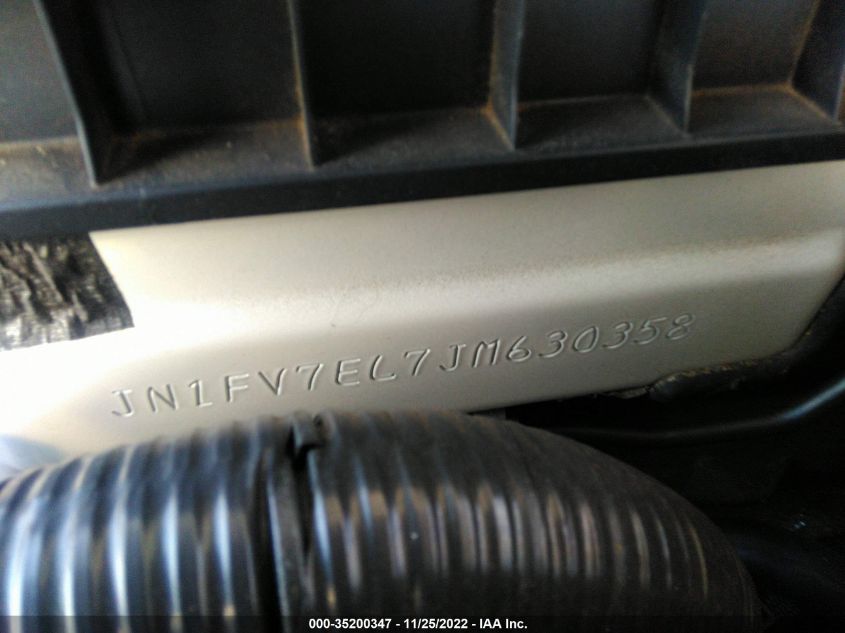 JN1FV7EL7JM630358
000-35200347 - 11/25/2022 - IAA Inc.